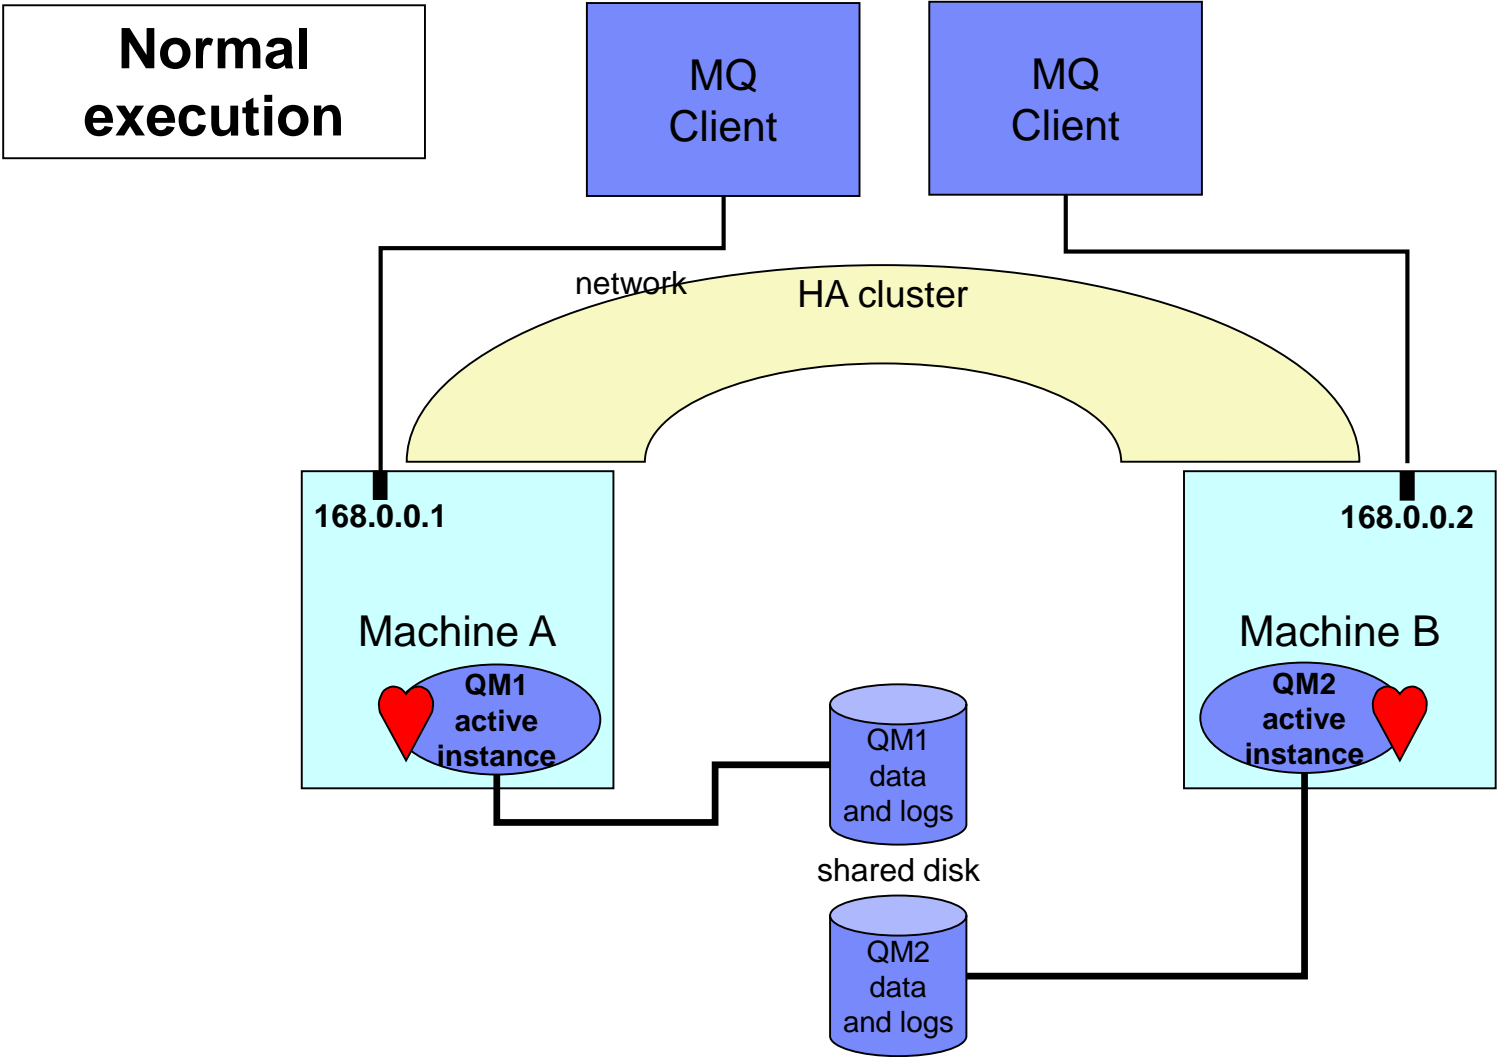 Normal
execution
MQ
Client
MQ
Client
network
HA cluster
168.0.0.1
168.0.0.2
Machine A
Machine B
QM1
active
instance
QM2
active
instance
QM1
data
and logs
shared disk
QM2
data
and logs